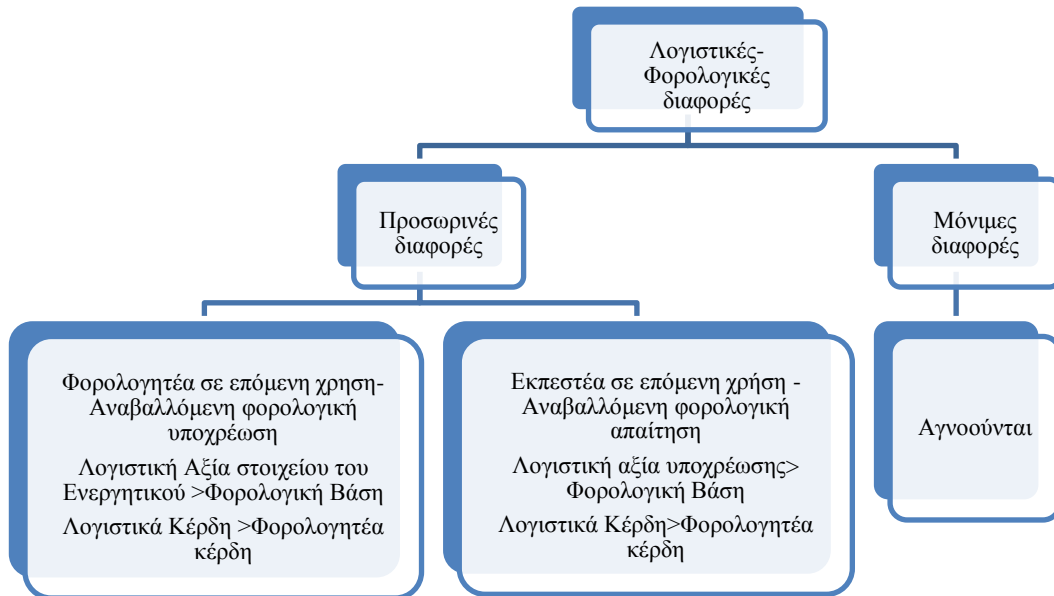 Λογιστικές-
Φορολογικές
διαφορές
Προσωρινές
διαφορές
Μόνιμες
διαφορές
Φορολογητέα σε επόμενη χρηση-
Αναβαλλόμενη φορολογική
υποχρέωση
Λογιστική Αξία στοιχείου του
Ενεργητικού >Φορολογική Βάση
Λογιστικά Κέρδη >Φορολογητέα
κέρδη
Εκπεστέα σε επόμενη χρήση -
Αναβαλλόμενη φορολογική
απαίτηση
Λογιστική αξία υποχρέωσης>
Φορολογική Βάση
Λογιστικά Κέρδη>Φορολογητέα
κέρδη
Αγνοούνται